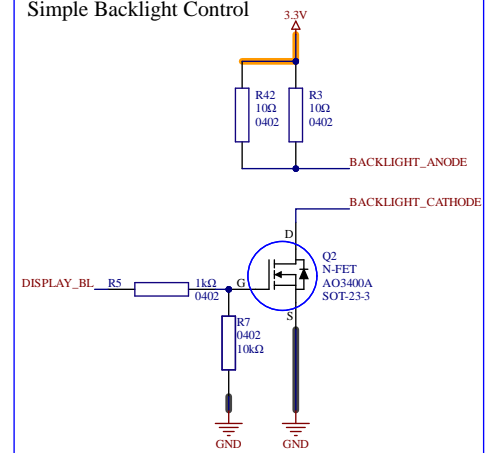 Simple Backlight Control
3.3V
R42
10Ω
0402
R3
10Ω
0402
BACKLIGHT_ANODE
BACKLIGHT_CATHODE
D
Q2
N-FET
AO3400A
SOT-23-3
DISPLAY_BL
R5
1kΩ
0402
G
S
R7
0402
10kΩ
GND
GND